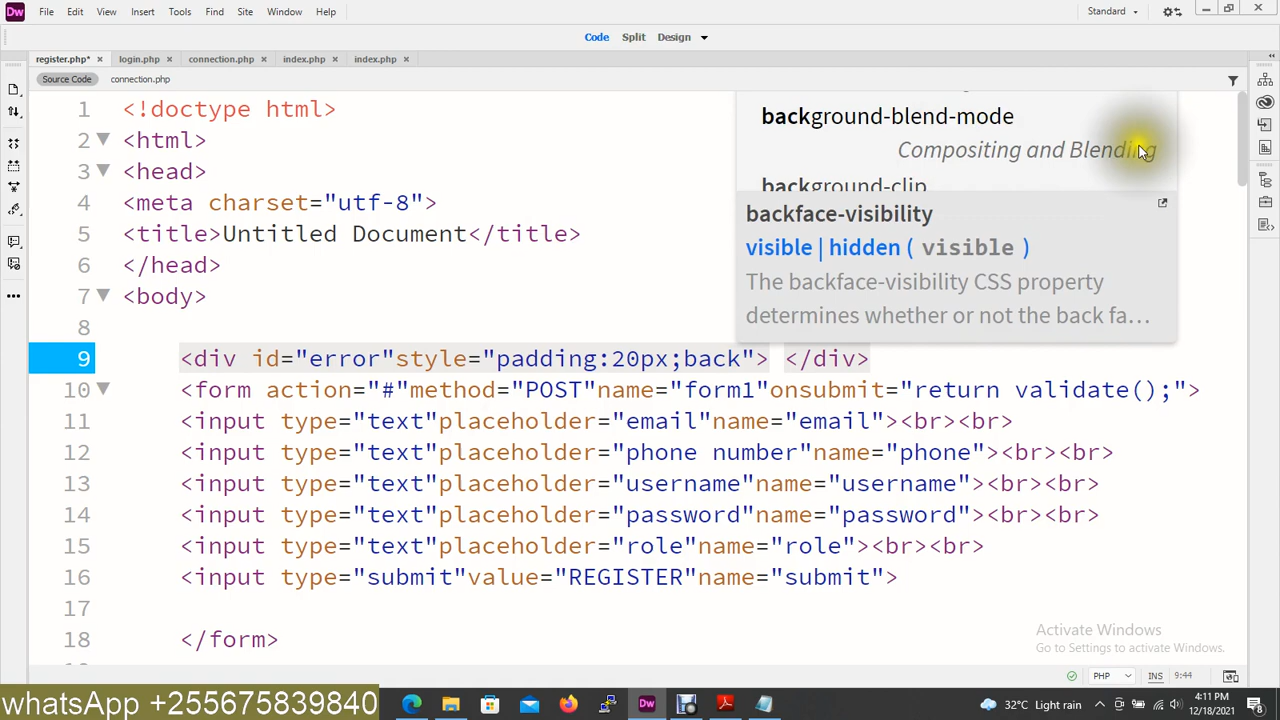 Dw File Edit View Insert Tools Find Site Window Help Standard
Code Split Design
register.php* × login.php × connection.php × index.php × index.php ×
Source Code connection.php
background-blend-mode
Compositing and Blending
background-clip
backface-visibility
visible | hidden ( visible )
The backface-visibility CSS property
determines whether or not the back fa...
1 <!doctype html>
2 <html>
3 <head>
4 <meta charset="utf-8">
5 <title>Untitled Document</title>
6 </head>
7 <body>
8
9 <div id="error"style="padding:20px;back"> </div>
10 <form action="#"method="POST"name="form1"onsubmit="return validate();">
11 <input type="text"placeholder="email"name="email"><br><br>
12 <input type="text"placeholder="phone number"name="phone"><br><br>
13 <input type="text"placeholder="username"name="username"><br><br>
14 <input type="text"placeholder="password"name="password"><br><br>
15 <input type="text"placeholder="role"name="role"><br><br>
16 <input type="submit"value="REGISTER"name="submit">
17
18 </form>
Activate Windows
Go to Settings to activate Windows.
PHP INS 9:44
whatsApp +255675839840
Dw
32°C Light rain
4:11 PM
12/18/2021
8